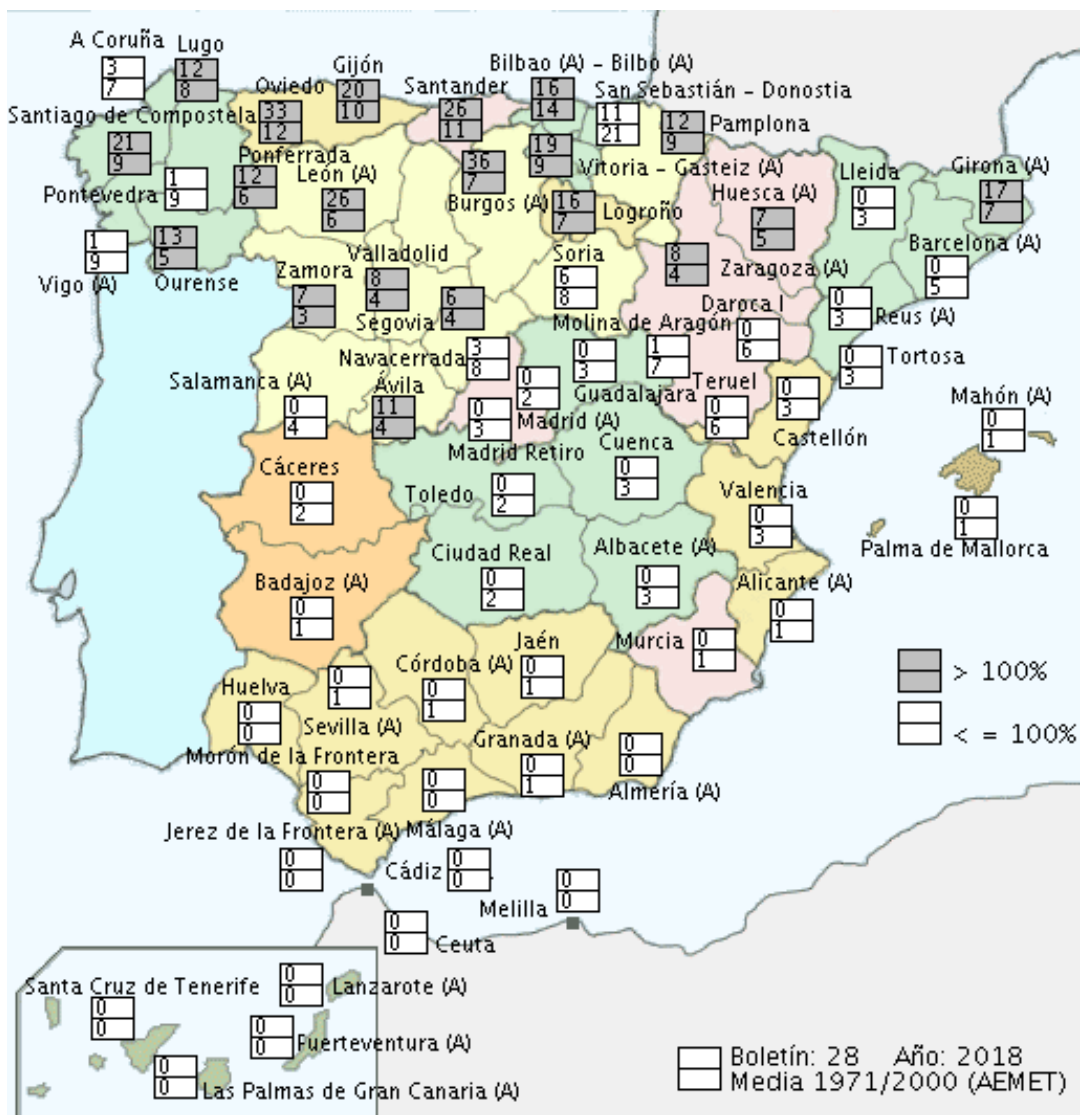 A Coruña
3
7
Lugo
12
8
Oviedo
33
12
Gijón
20
10
Santander
26
11
Bilbao (A) - Bilbo (A)
16
14
San Sebastián - Donostia
11
21
Pamplona
12
9
Santiago de Compostela
21
9
Ponferrada
12
6
León (A)
26
6
Burgos (A)
36
7
Vitoria - Gasteiz (A)
19
9
Logroño
16
7
Huesca (A)
7
5
Lleida
0
3
Girona (A)
17
7
Pontevedra
1
9
Vigo (A)
1
9
Ourense
13
5
Zamora
7
3
Valladolid
8
4
Segovia
6
4
Soria
6
8
Zaragoza (A)
8
4
Barcelona (A)
0
5
Daroca I
0
6
Reus (A)
0
3
Tortosa
0
3
Navacerrada
3
8
Molina de Aragón
1
7
Guadalajara
0
3
Salamanca (A)
0
4
Ávila
11
4
Madrid (A)
0
2
Madrid Retiro
0
3
Teruel
0
6
Castellón
0
3
Mahón (A)
0
1
Cáceres
0
2
Toledo
0
2
Cuenca
0
3
Valencia
0
3
Palma de Mallorca
0
1
Badajoz (A)
0
1
Ciudad Real
0
2
Albacete (A)
0
3
Alicante (A)
0
1
Murcia
0
1
Huelva
0
0
Sevilla (A)
0
1
Córdoba (A)
0
1
Jaén
0
1
> 100%
< = 100%
Morón de la Frontera
0
0
Granada (A)
0
1
Almería (A)
0
0
Málaga (A)
0
0
Jerez de la Frontera (A)
0
0
Cádiz
0
0
Melilla
0
0
Ceuta
0
0
Santa Cruz de Tenerife
0
0
Lanzarote (A)
0
0
Fuerteventura (A)
0
0
Las Palmas de Gran Canaria (A)
0
0
Boletín: 28 Año: 2018
Media 1971/2000 (AEMET)